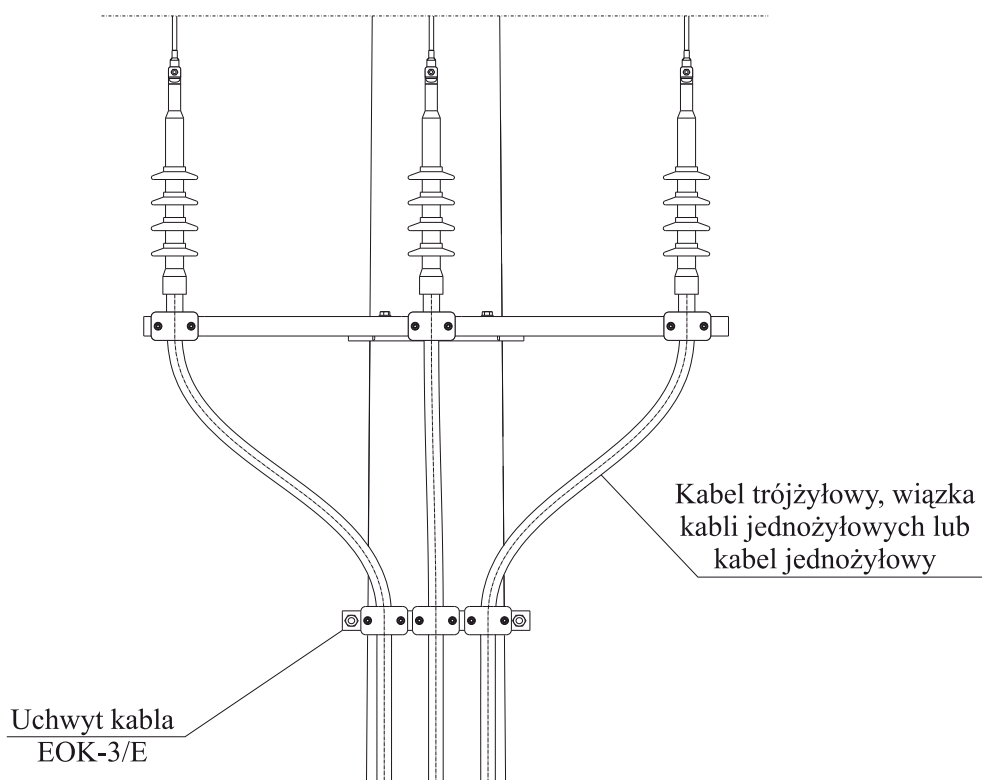 Kabel trójżyłowy, wiązka
kabli jednożyłowych lub
kabel jednożyłowy
Uchwyt kabla
EOK-3/E